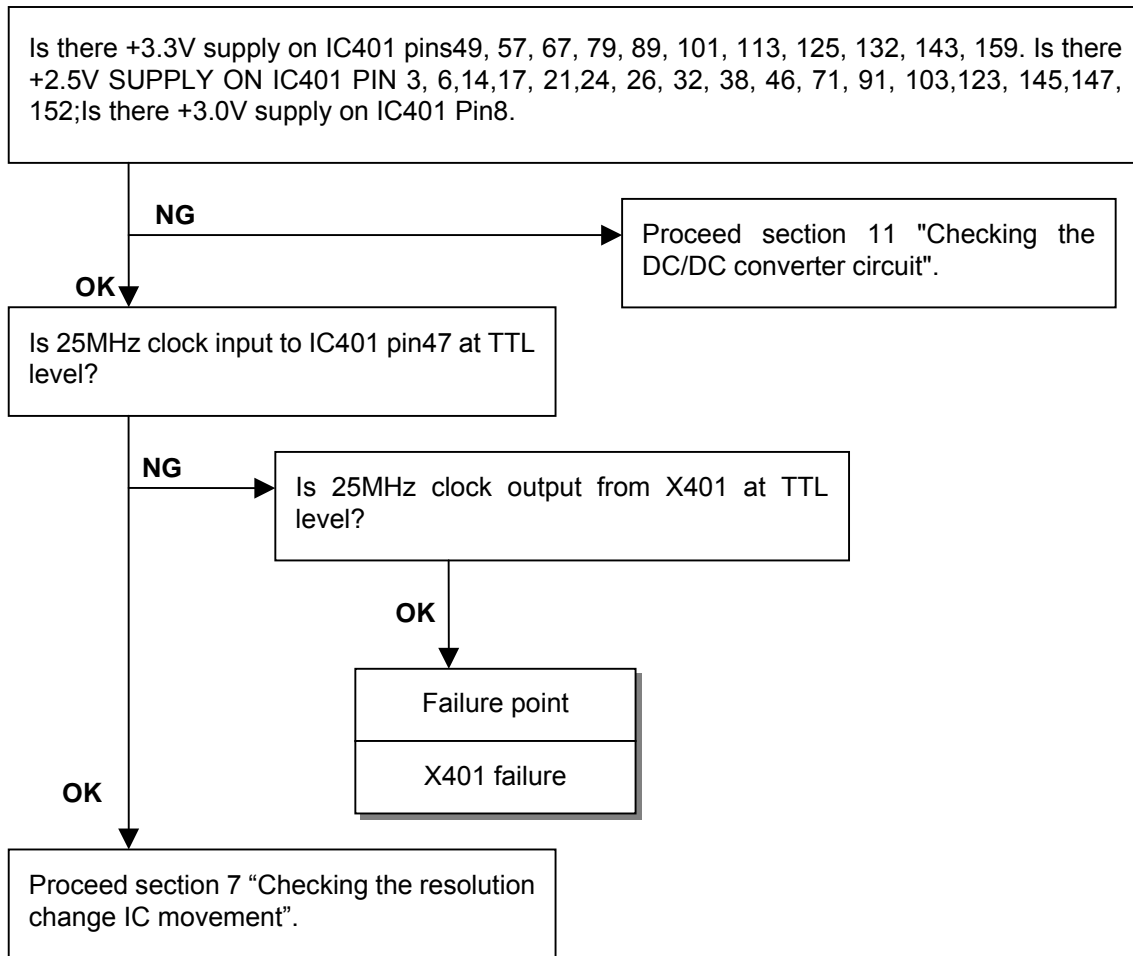 Is there +3.3V supply on IC401 pins49, 57, 67, 79, 89, 101, 113, 125, 132, 143, 159. Is there
+2.5V SUPPLY ON IC401 PIN 3, 6,14,17, 21,24, 26, 32, 38, 46, 71, 91, 103,123, 145,147,
152;Is there +3.0V supply on IC401 Pin8.
NG
Proceed section 11 "Checking the
DC/DC converter circuit".
OK
Is 25MHz clock input to IC401 pin47 at TTL
level?
NG
Is 25MHz clock output from X401 at TTL
level?
OK
Failure point
X401 failure
OK
Proceed section 7 “Checking the resolution
change IC movement”.